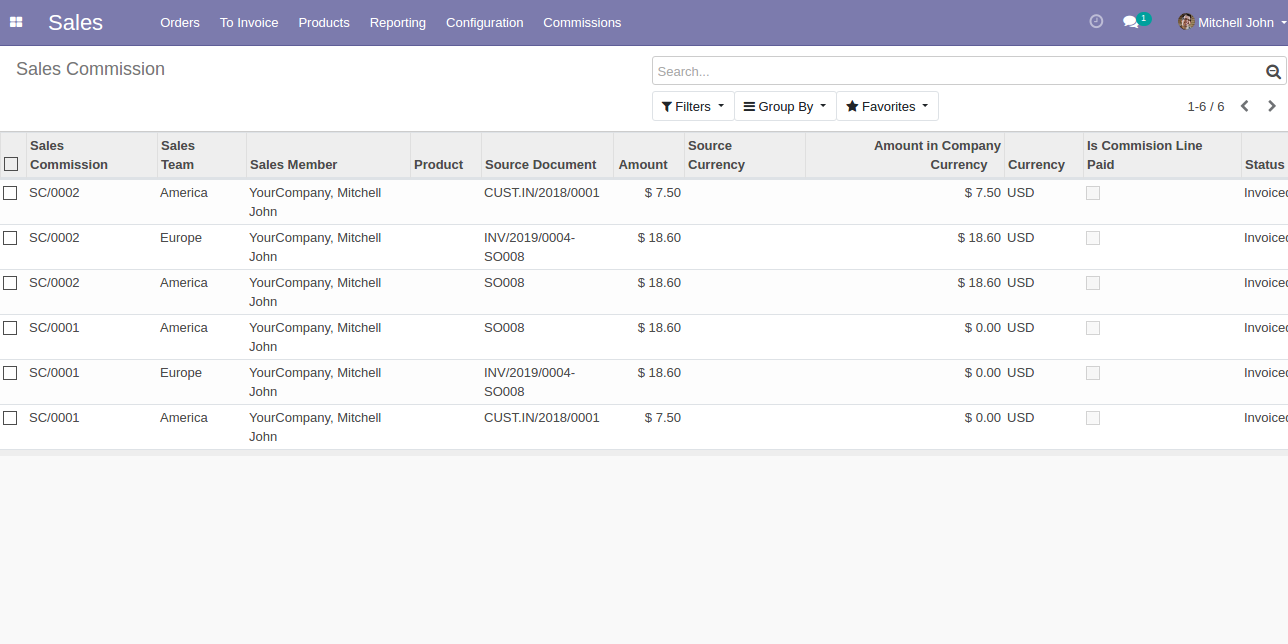 Sales Orders To Invoice Products Reporting Configuration Commissions 1 Mitchell John
Sales Commission
Search...
Filters Group By Favorites 1-6 / 6
Sales Commission Sales Team Sales Member Product Source Document Amount Source Currency Amount in Company Currency Currency Is Commision Line Paid Status
SC/0002 America YourCompany, Mitchell CUST.IN/2018/0001 $ 7.50 $ 7.50 USD Invoiced
John
SC/0002 Europe YourCompany, Mitchell INV/2019/0004- $ 18.60 $ 18.60 USD Invoiced
John SO008
SC/0002 America YourCompany, Mitchell SO008 $ 18.60 $ 18.60 USD Invoiced
John
SC/0001 America YourCompany, Mitchell SO008 $ 18.60 $ 0.00 USD Invoiced
John
SC/0001 Europe YourCompany, Mitchell INV/2019/0004- $ 18.60 $ 0.00 USD Invoiced
John SO008
SC/0001 America YourCompany, Mitchell CUST.IN/2018/0001 $ 7.50 $ 0.00 USD Invoiced
John